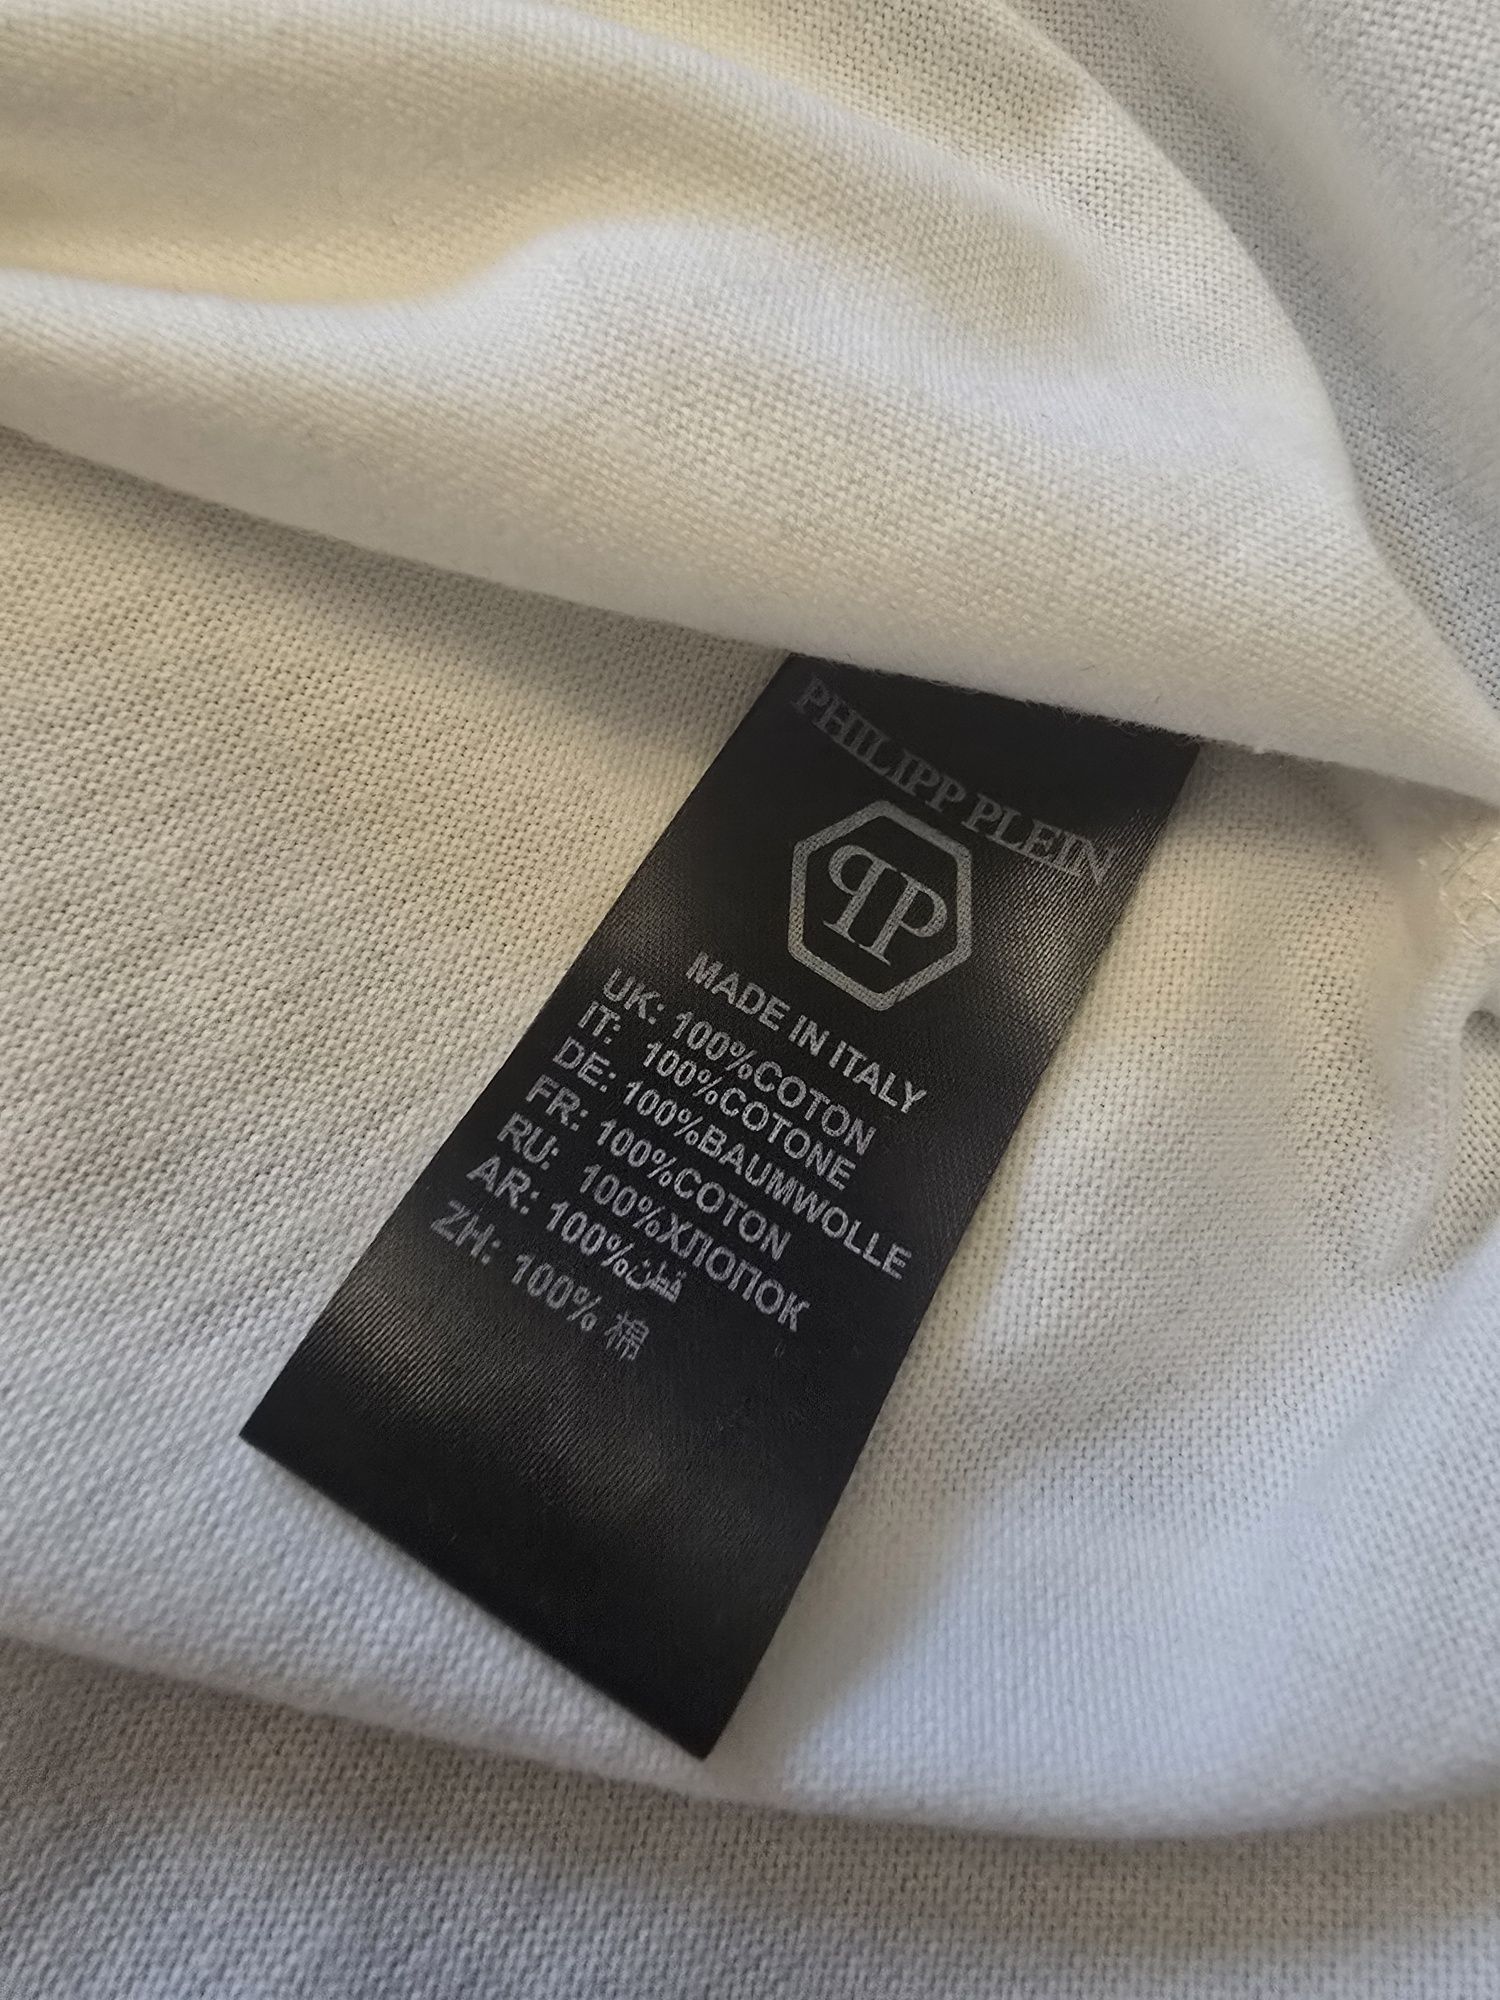 PHILIPP PLEIN
PP
MADE IN ITALY
UK: 100%COTON
IT: 100%COTONE
DE: 100%BAUMWOLLE
FR: 100%COTON
RU: 100%ХЛОПОК
AR: 100%قطن
ZH: 100% 棉